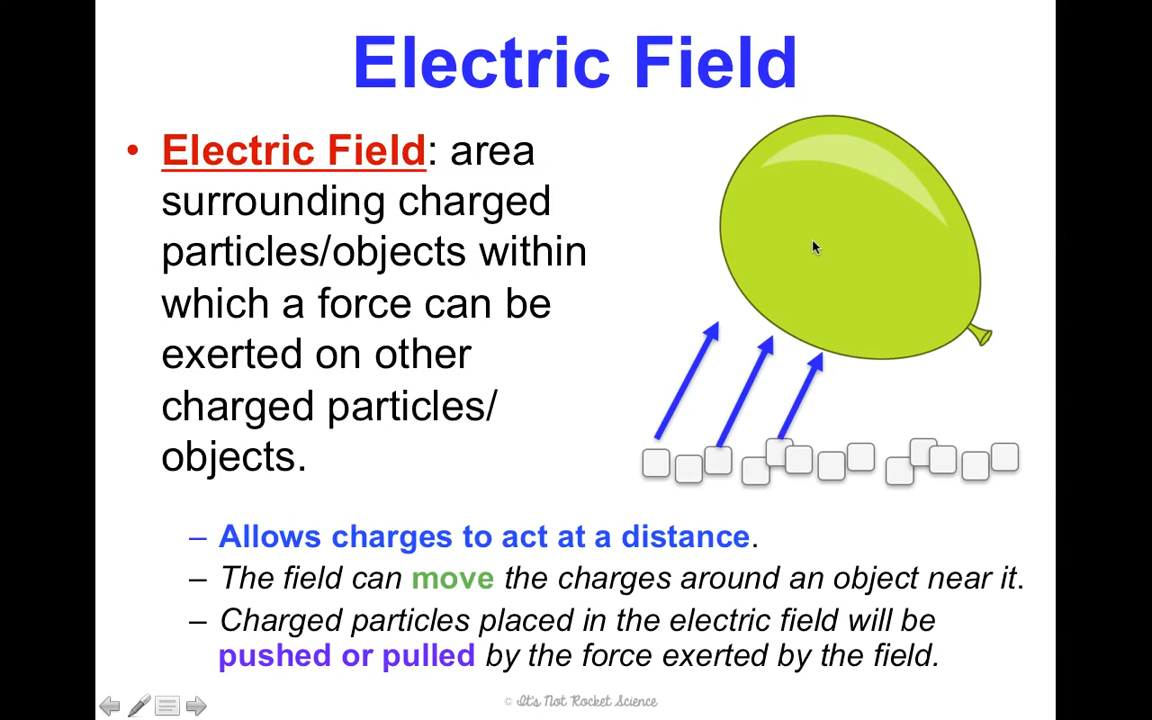 Electric Field
• Electric Field: area
surrounding charged
particles/objects within
which a force can be
exerted on other
charged particles/
objects.
– Allows charges to act at a distance.
– The field can move the charges around an object near it.
– Charged particles placed in the electric field will be
pushed or pulled by the force exerted by the field.
© It's Not Rocket Science